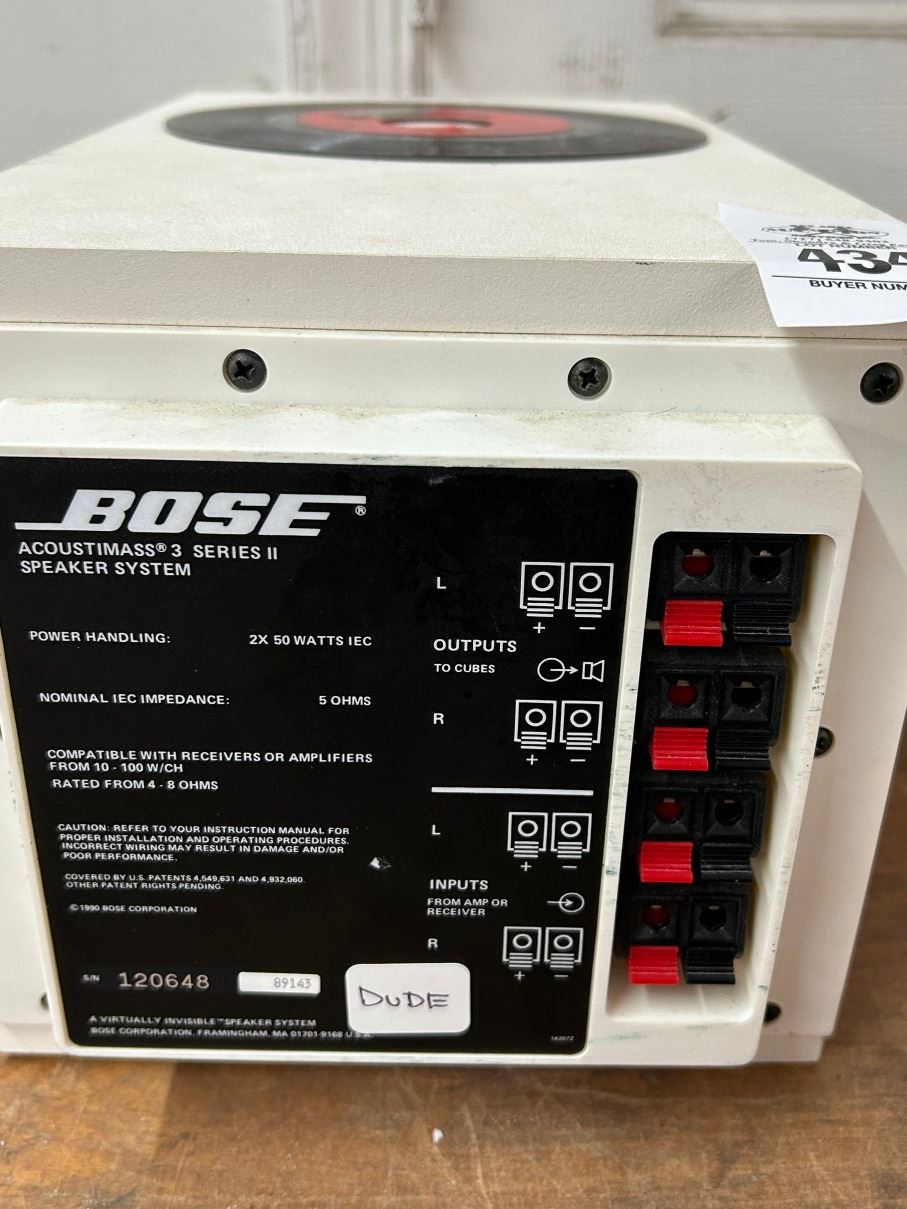 434
BUYER NUM
BOSE®
ACOUSTIMASS® 3 SERIES II
SPEAKER SYSTEM
POWER HANDLING: 2X 50 WATTS IEC
NOMINAL IEC IMPEDANCE: 5 OHMS
COMPATIBLE WITH RECEIVERS OR AMPLIFIERS
FROM 10 - 100 W/CH
RATED FROM 4 - 8 OHMS
CAUTION: REFER TO YOUR INSTRUCTION MANUAL FOR
PROPER INSTALLATION AND OPERATING PROCEDURES.
INCORRECT WIRING MAY RESULT IN DAMAGE AND/OR
POOR PERFORMANCE.
COVERED BY U.S. PATENTS 4,549,631 AND 4,932,060.
OTHER PATENT RIGHTS PENDING.
©1990 BOSE CORPORATION
S/N 120648 89143
DUDE
A VIRTUALLY INVISIBLE™ SPEAKER SYSTEM
BOSE CORPORATION, FRAMINGHAM, MA 01701-9168 U.S.A.
L
+ −
OUTPUTS
TO CUBES
R
+ −
L
+ −
INPUTS
FROM AMP OR
RECEIVER
R
+ −